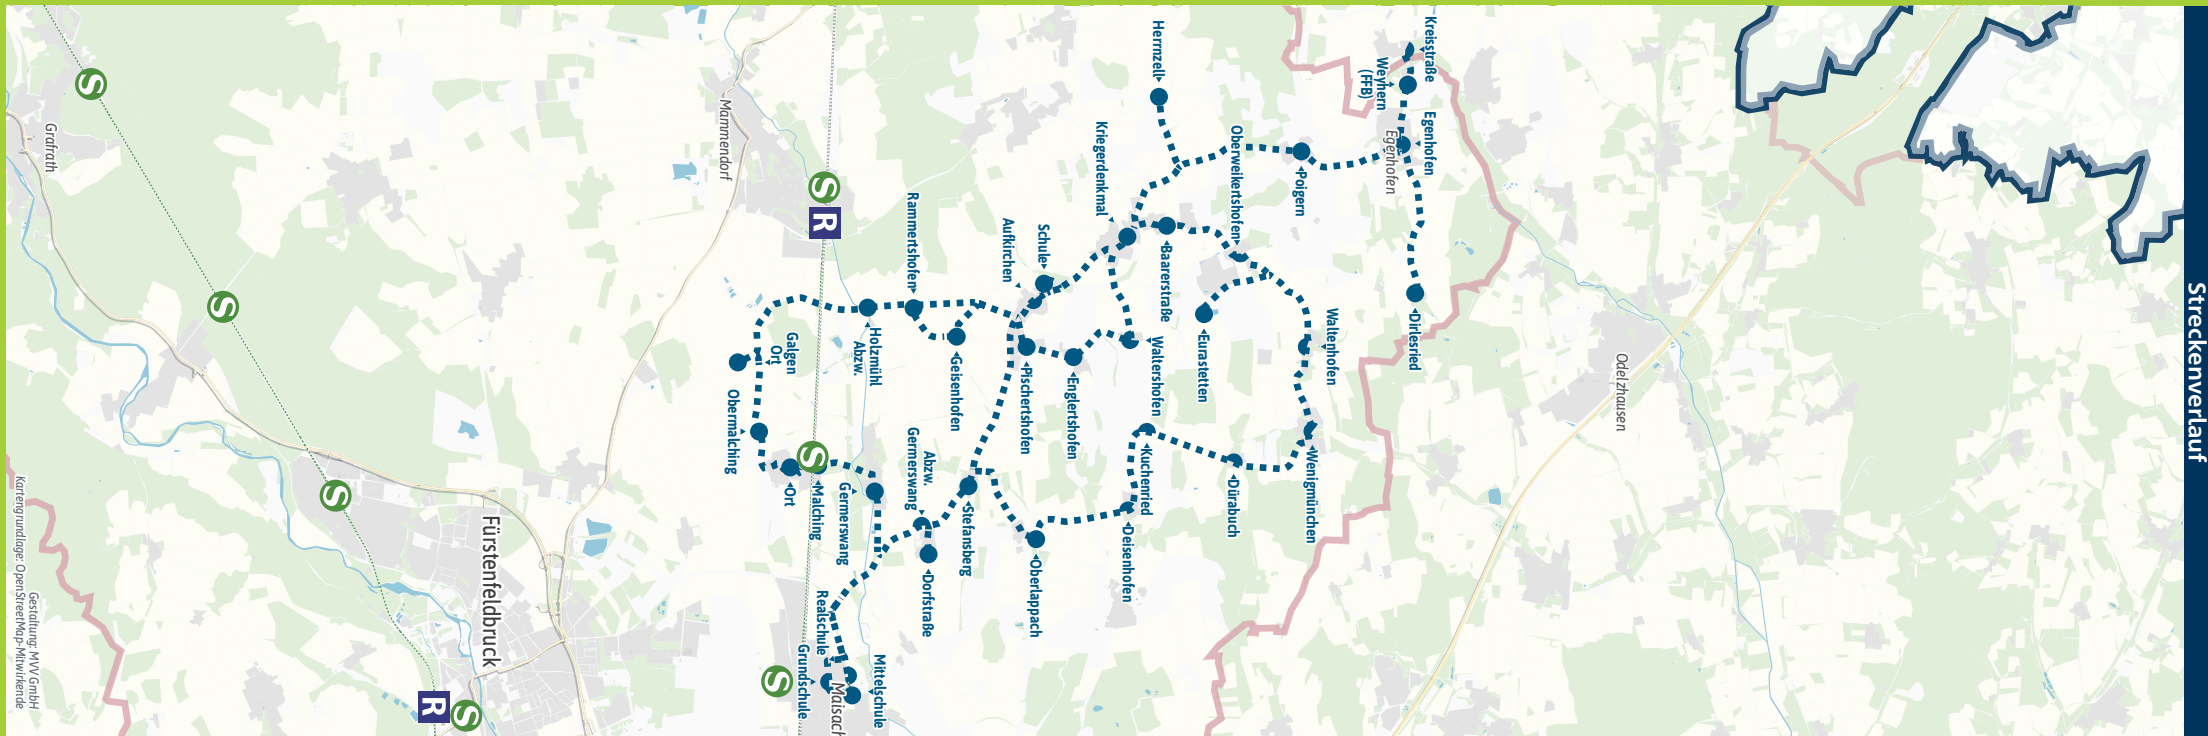 Streckenverlauf
Kreisstraße
Weyhern
(FFB)
Egenhofen
Egenhofen
Herrnzell
Kriegerdenkmal
Oberweikertshofen
Poigern
Dirlesried
Odelzhausen
Mammendorf
S
R
Grafrath
S
S
S
Rammertshofen
Aufkirchen
Schule
Baarerstraße
Eurastetten
Waltenhofen
Wenigmünchen
Waltershofen
Englertshofen
Pischertshofen
Geisenhofen
Holzmühl
Abzw.
Galgen
Ort
Obermalching
S
Ort
Malching
Germerswang
Abzw.
Germerswang
Stefansberg
Dorfstraße
Oberlappach
Deisenhofen
Kuchenried
Dürabuch
Realschule
Grundschule
Mittelschule
Maisach
S
Fürstenfeldbruck
R
S
Kartengrundlage: OpenStreetMap-Mitwirkende
Gestaltung: MVV GmbH